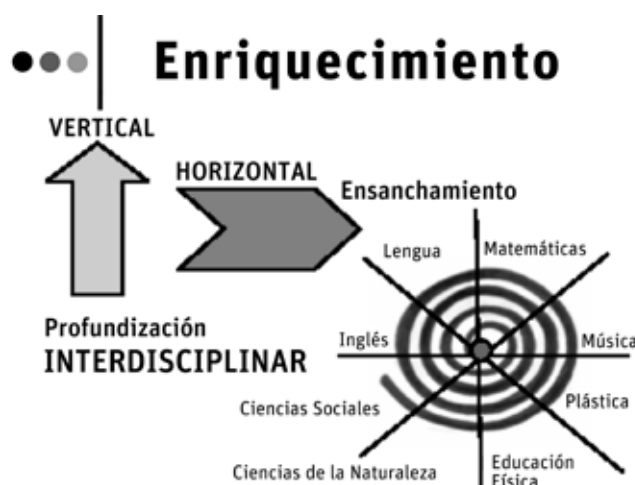 Enriquecimiento
VERTICAL
HORIZONTAL
Ensanchamiento
Profundización
INTERDISCIPLINAR
Lengua
Matemáticas
Inglés
Música
Ciencias Sociales
Plástica
Ciencias de la Naturaleza
Educación
Física